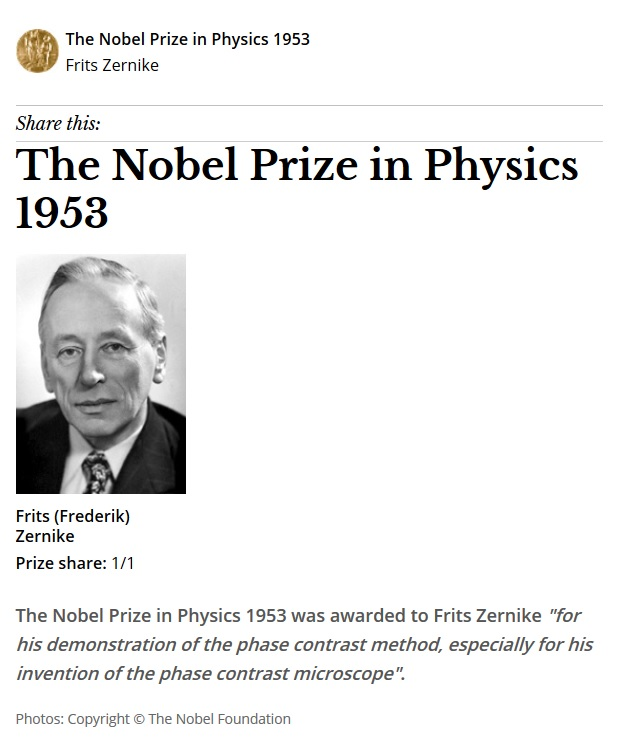 The Nobel Prize in Physics 1953
Frits Zernike
Share this:
The Nobel Prize in Physics
1953
Frits (Frederik)
Zernike
Prize share: 1/1
The Nobel Prize in Physics 1953 was awarded to Frits Zernike "for
his demonstration of the phase contrast method, especially for his
invention of the phase contrast microscope".
Photos: Copyright © The Nobel Foundation